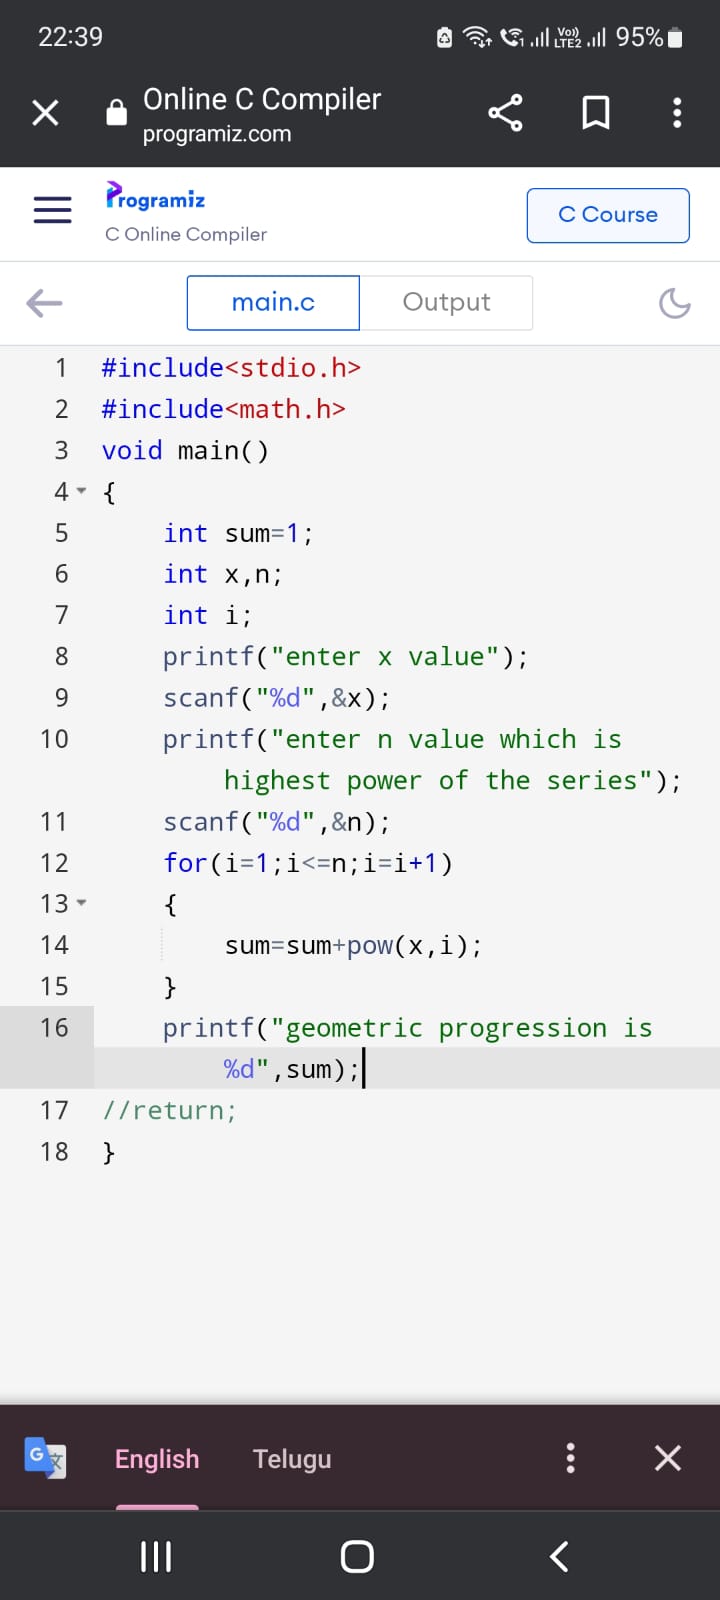 22:39
Vo)) LTE2 95%
Online C Compiler
programiz.com
Programiz
C Online Compiler
C Course
main.c Output
1 #include<stdio.h>
2 #include<math.h>
3 void main()
4 {
5 int sum=1;
6 int x,n;
7 int i;
8 printf("enter x value");
9 scanf("%d",&x);
10 printf("enter n value which is
highest power of the series");
11 scanf("%d",&n);
12 for(i=1;i<=n;i=i+1)
13 {
14 sum=sum+pow(x,i);
15 }
16 printf("geometric progression is
%d",sum);
17 //return;
18 }
G 文 English Telugu